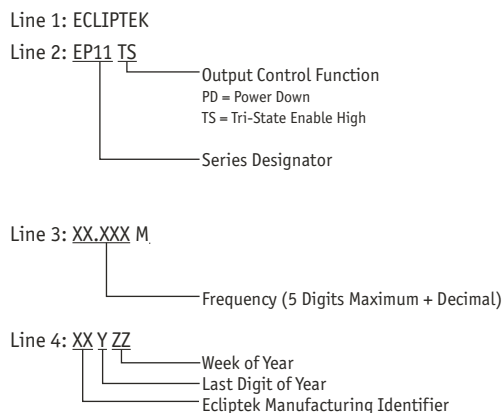 Line 1: ECLIPTEK
Line 2: EP11 TS
Output Control Function
PD = Power Down
TS = Tri-State Enable High
Series Designator
Line 3: XX.XXX M
Frequency (5 Digits Maximum + Decimal)
Line 4: XX Y ZZ
Week of Year
Last Digit of Year
Ecliptek Manufacturing Identifier